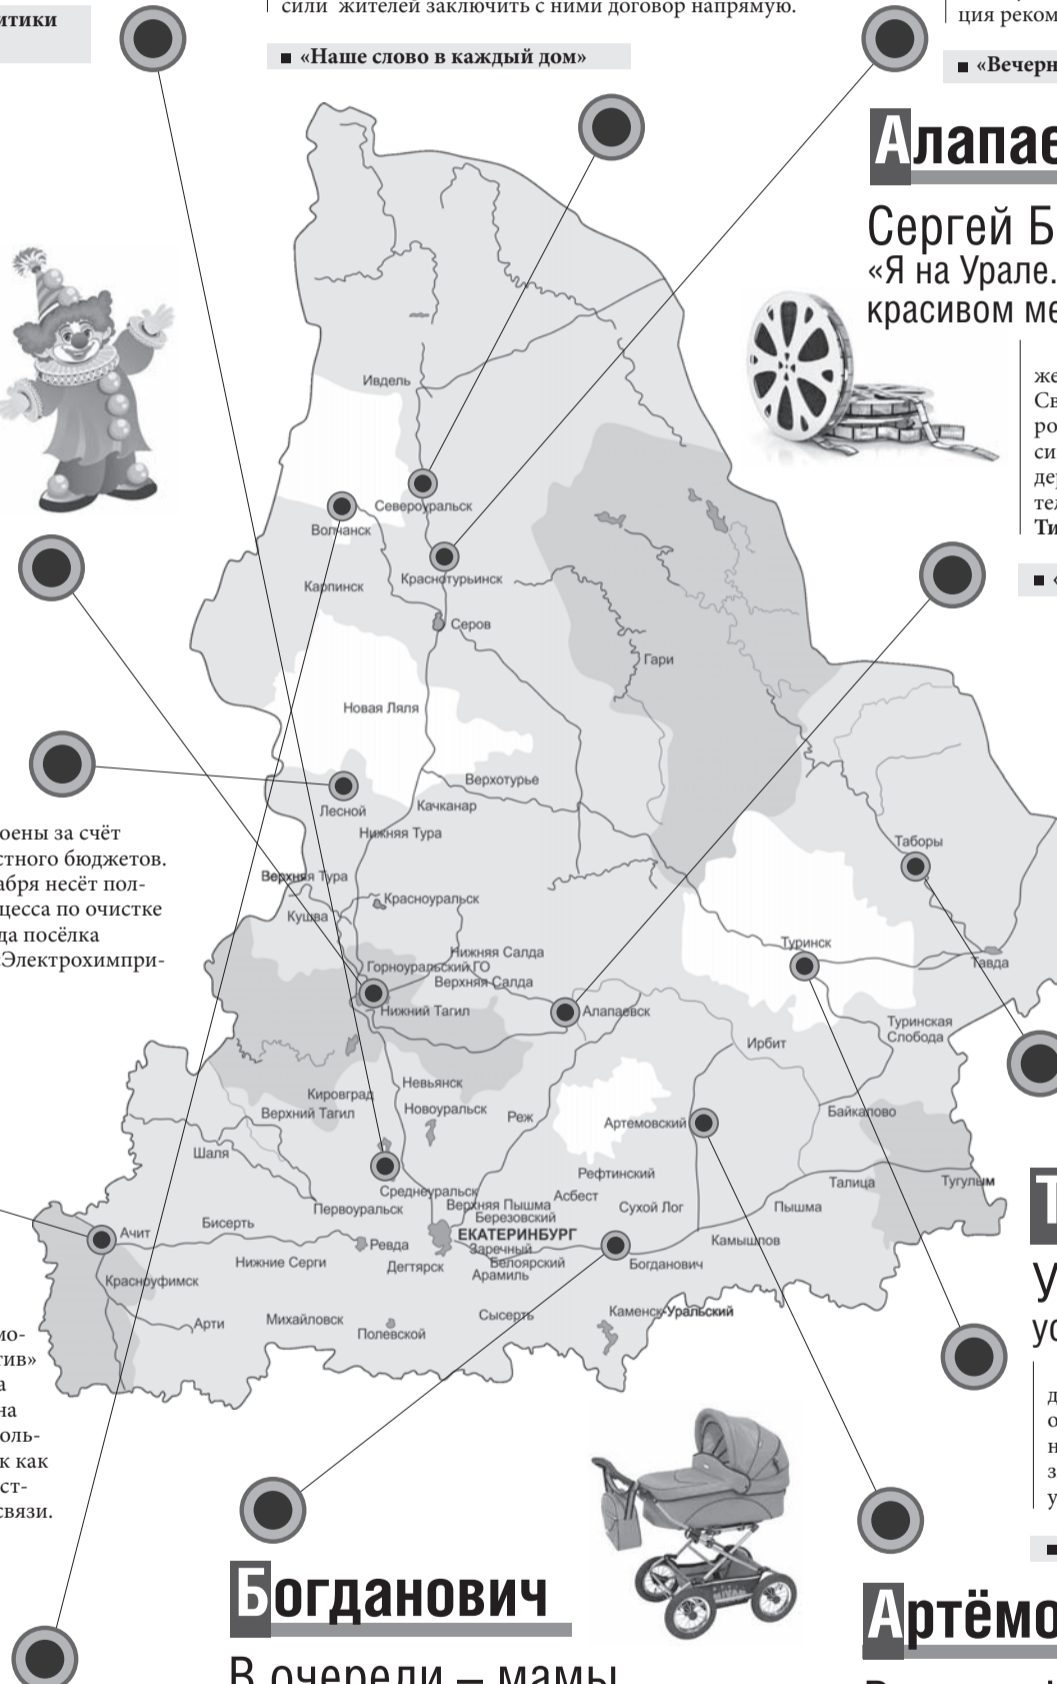 итики
сили жителей заключить с ними договор напрямую.
«Наше слово в каждый дом»
ция реком
«Вечерн
Алапае
Сергей Б
«Я на Урале.
красивом ме
же
Св
ро
си
дер
тел
Ти
«
Ивдель
Североуральск
Волчанск
Краснотурьинск
Карпинск
Серов
Гари
Новая Ляля
Верхотурье
Качканар
Лесной
Нижняя Тура
Таборы
Верхняя Тура
Красноуральск
Кушва
Туринск
Нижняя Салда
Тавда
Горноуральский ГО
Верхняя Салда
Нижний Тагил
Алапаевск
Туринская
Слобода
Ирбит
Невьянск
Кировград
Новоуральск
Верхний Тагил
Реж
Байкалово
Артемовский
Шаля
Рефтинский
Талица
Тугулым
Среднеуральск
Асбест
Верхняя Пышма
Первоуральск
Сухой Лог
Пышма
Березовский
Бисерть
Ачит
ЕКАТЕРИНБУРГ
Камышлов
Ревда
Заречный
Нижние Серги
Белоярский
Богданович
Дегтярск
Арамиль
Красноуфимск
Каменск-Уральский
Сысерть
Михайловск
Арти
Полевской
оены за счёт
стного бюджетов.
абря несёт пол-
цесса по очистке
да посёлка
«Электрохимпри-
мо-
тив»
а
на
оль-
к как
ст-
связи.
Т
У
ус
д
о
н
з
у
Богданович
В очереди – мамы
Артёмо